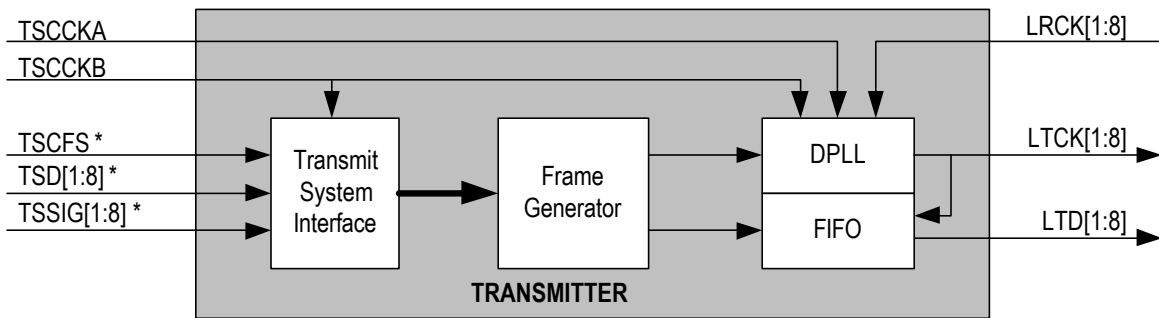 TSCCKA
LRCK[1:8]
TSCCKB
TSCFS *
TSD[1:8] *
TSSIG[1:8] *
Transmit
System
Interface
Frame
Generator
DPLL
FIFO
LTCK[1:8]
LTD[1:8]
TRANSMITTER